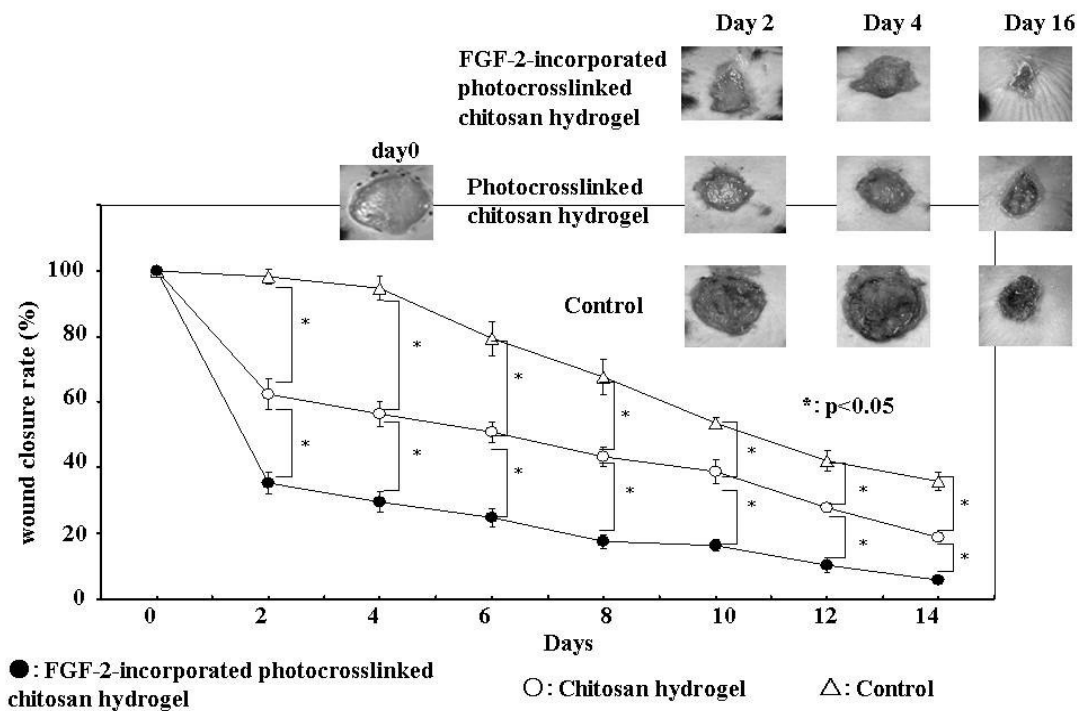 Day 2 Day 4 Day 16
FGF-2-incorporated
photocrosslinked
chitosan hydrogel
day0
Photocrosslinked
chitosan hydrogel
Control
wound closure rate (%)
100
80
60
40
20
0
* * * * * * * *
* * * * * *
*: p<0.05
0 2 4 6 8 10 12 14
Days
●: FGF-2-incorporated photocrosslinked
chitosan hydrogel
○: Chitosan hydrogel △: Control